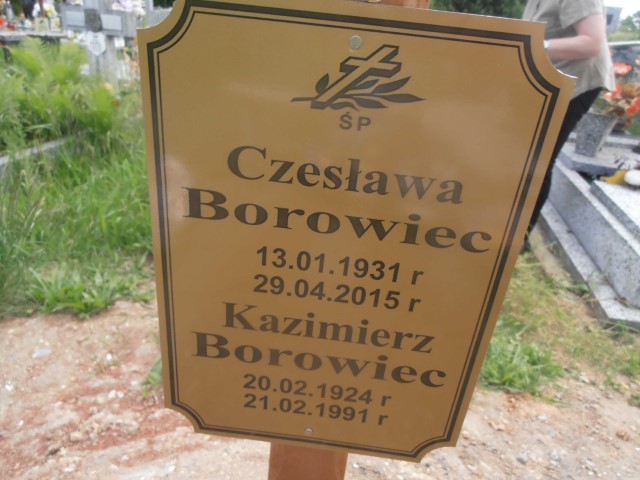 ŚP
Czesława
Borowiec
13.01.1931 r
29.04.2015 r
Kazimierz
Borowiec
20.02.1924 r
21.02.1991 r